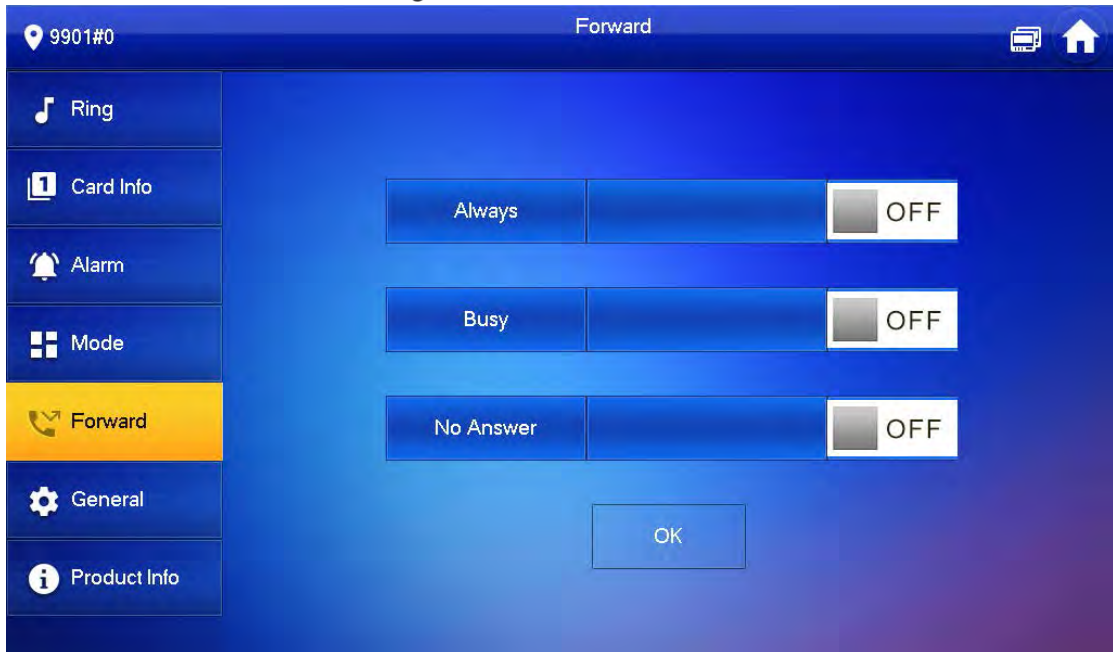 9901#0
Forward
Ring
Card Info
Alarm
Mode
Forward
General
Product Info
Always
OFF
Busy
OFF
No Answer
OFF
OK